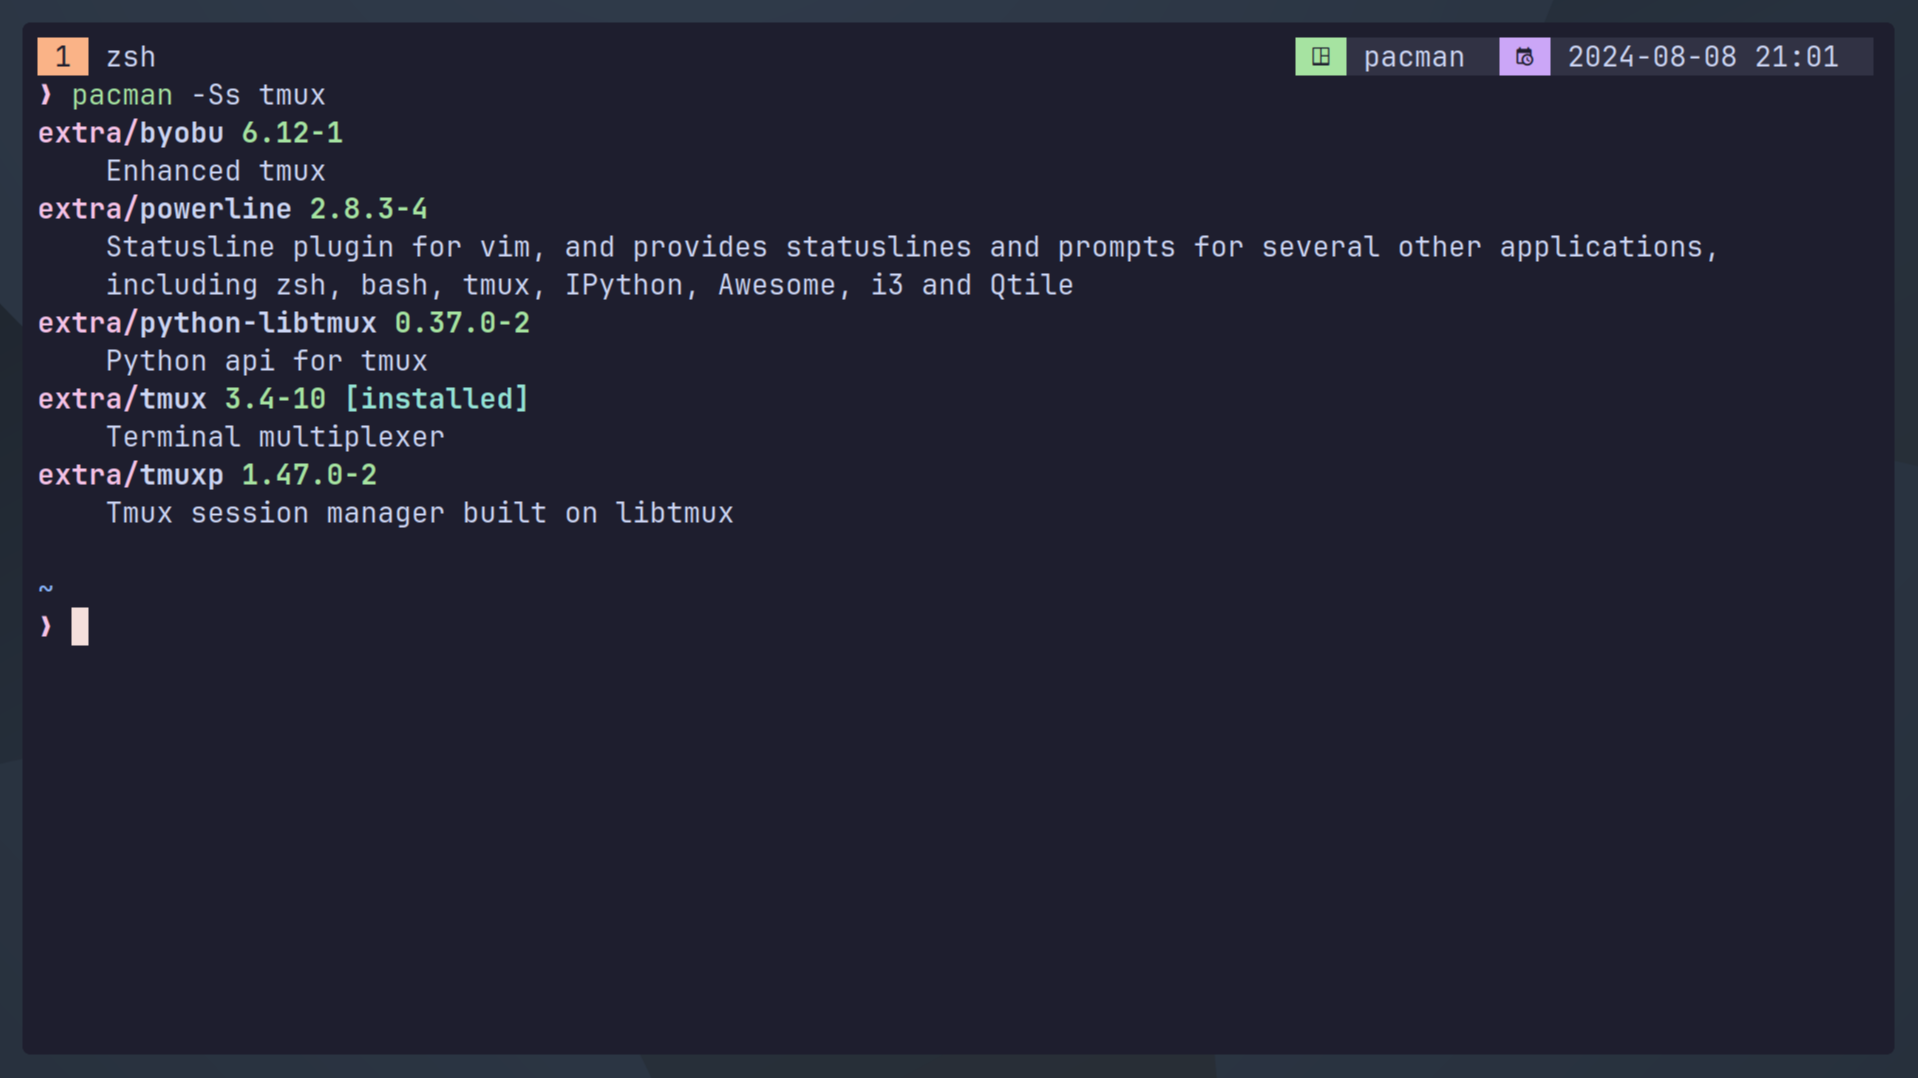 1 zsh pacman 2024-08-08 21:01
❯ pacman -Ss tmux
extra/byobu 6.12-1
Enhanced tmux
extra/powerline 2.8.3-4
Statusline plugin for vim, and provides statuslines and prompts for several other applications,
including zsh, bash, tmux, IPython, Awesome, i3 and Qtile
extra/python-libtmux 0.37.0-2
Python api for tmux
extra/tmux 3.4-10 [installed]
Terminal multiplexer
extra/tmuxp 1.47.0-2
Tmux session manager built on libtmux
~
❯